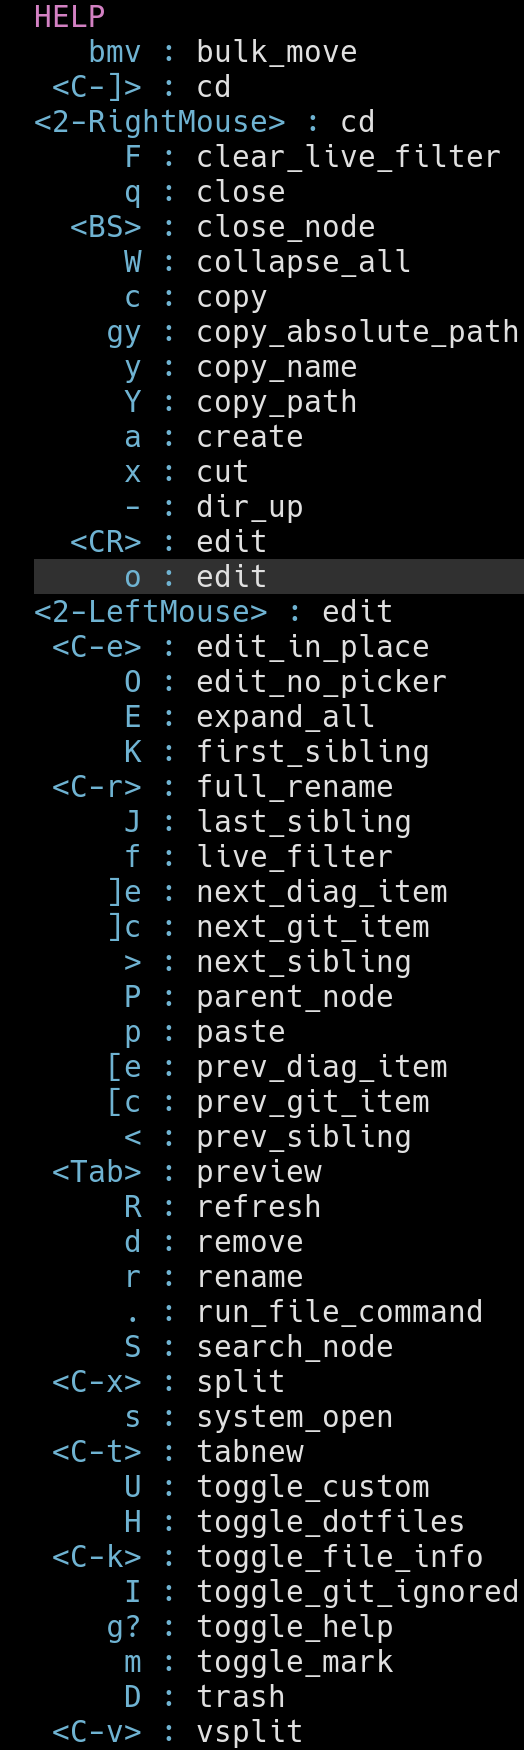 HELP
bmv : bulk_move
<C-]> : cd
<2-RightMouse> : cd
F : clear_live_filter
q : close
<BS> : close_node
W : collapse_all
c : copy
gy : copy_absolute_path
y : copy_name
Y : copy_path
a : create
x : cut
- : dir_up
<CR> : edit
o : edit
<2-LeftMouse> : edit
<C-e> : edit_in_place
O : edit_no_picker
E : expand_all
K : first_sibling
<C-r> : full_rename
J : last_sibling
f : live_filter
]e : next_diag_item
]c : next_git_item
> : next_sibling
P : parent_node
p : paste
[e : prev_diag_item
[c : prev_git_item
< : prev_sibling
<Tab> : preview
R : refresh
d : remove
r : rename
. : run_file_command
S : search_node
<C-x> : split
s : system_open
<C-t> : tabnew
U : toggle_custom
H : toggle_dotfiles
<C-k> : toggle_file_info
I : toggle_git_ignored
g? : toggle_help
m : toggle_mark
D : trash
<C-v> : vsplit